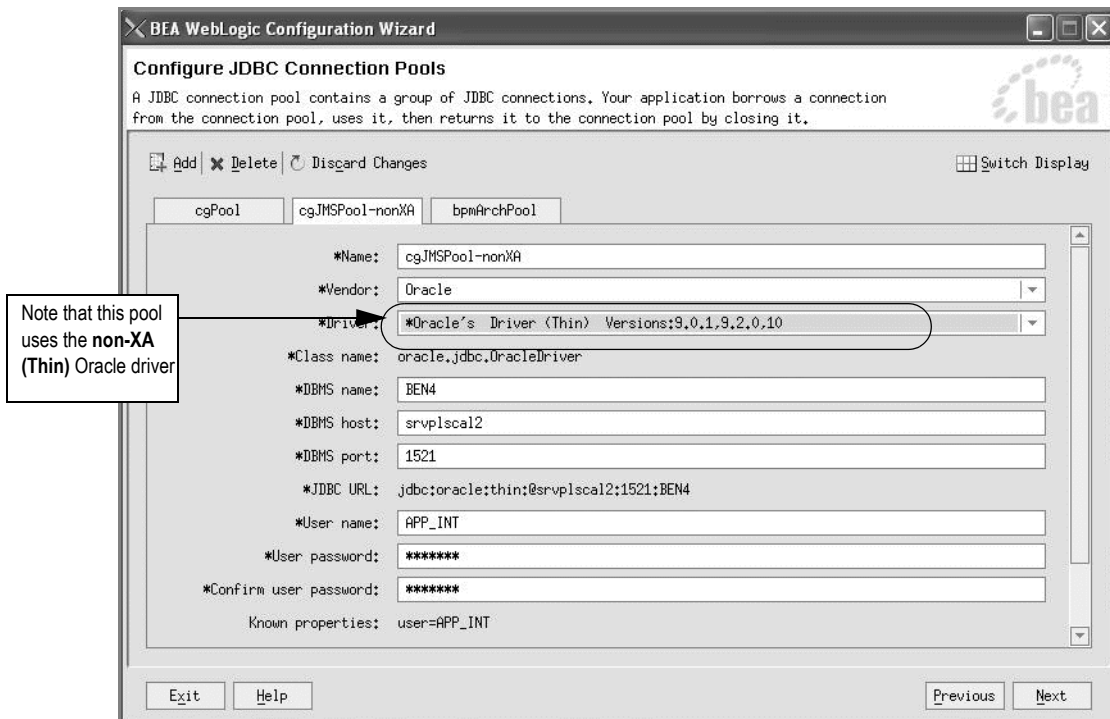 BEA WebLogic Configuration Wizard
Configure JDBC Connection Pools
A JDBC connection pool contains a group of JDBC connections. Your application borrows a connection
from the connection pool, uses it, then returns it to the connection pool by closing it.
bea
Add Delete Discard Changes Switch Display
cgPool cgJMSPool-nonXA bpmArchPool
*Name: cgJMSPool-nonXA
*Vendor: Oracle
Note that this pool
uses the non-XA
(Thin) Oracle driver
*Driver: *Oracle's Driver (Thin) Versions:9.0.1,9.2.0,10
*Class name: oracle.jdbc.OracleDriver
*DBMS name: BEN4
*DBMS host: srvplscal2
*DBMS port: 1521
*JDBC URL: jdbc:oracle:thin:@srvplscal2:1521:BEN4
*User name: APP_INT
*User password: *******
*Confirm user password: *******
Known properties: user=APP_INT
Exit Help Previous Next